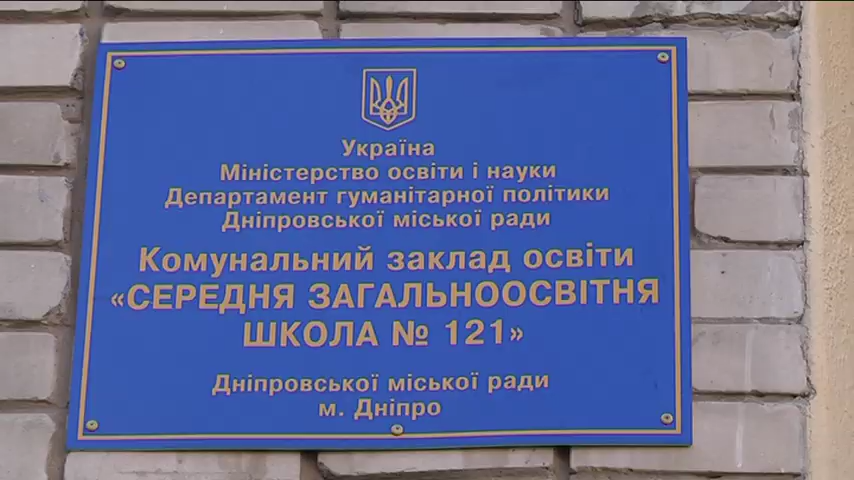 Україна
Міністерство освіти і науки
Департамент гуманітарної політики
Дніпровської міської ради
Комунальний заклад освіти
«СЕРЕДНЯ ЗАГАЛЬНООСВІТНЯ
ШКОЛА № 121»
Дніпровської міської ради
м. Дніпро